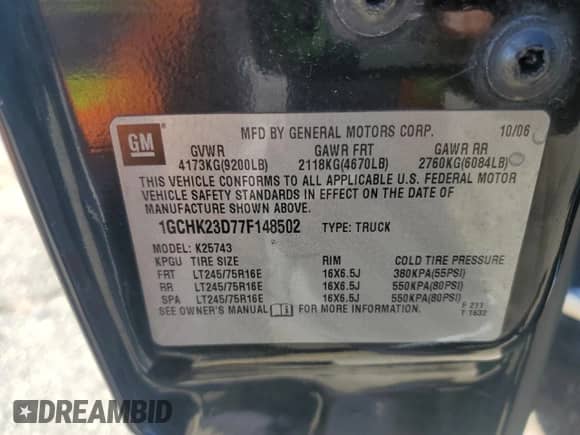 GM
MFD BY GENERAL MOTORS CORP. 10/06
GVWR GAWR FRT GAWR RR
4173KG(9200LB) 2118KG(4670LB) 2760KG(6084LB)
THIS VEHICLE CONFORMS TO ALL APPLICABLE U.S. FEDERAL MOTOR
VEHICLE SAFETY STANDARDS IN EFFECT ON THE DATE OF
MANUFACTURE SHOWN ABOVE.
1GCHK23D77F148502 TYPE: TRUCK
MODEL: K25743
KPGU TIRE SIZE RIM COLD TIRE PRESSURE
FRT LT245/75R16E 16X6.5J 380KPA(55PSI)
RR LT245/75R16E 16X6.5J 550KPA(80PSI)
SPA LT245/75R16E 16X6.5J 550KPA(80PSI)
SEE OWNER'S MANUAL FOR MORE INFORMATION.
F 211
T 1632
DREAMBID